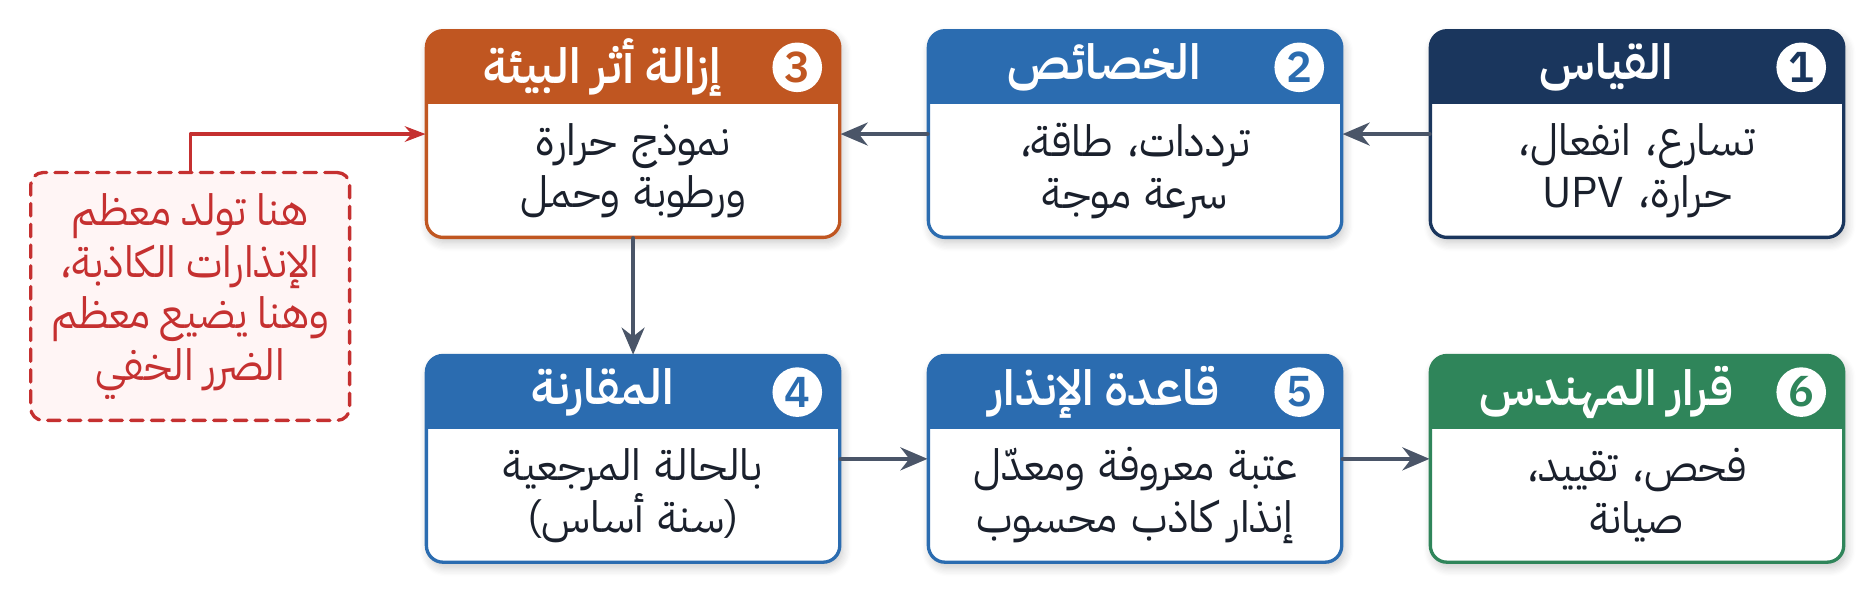 1 القياس
تسارع، انفعال،
حرارة، UPV
2 الخصائص
ترددات، طاقة،
سرعة موجة
3 إزالة أثر البيئة
نموذج حرارة
ورطوبة وحمل
هنا تولد معظم
الإنذارات الكاذبة،
وهنا يضيع معظم
الضرر الخفي
4 المقارنة
بالحالة المرجعية
(سنة أساس)
5 قاعدة الإنذار
عتبة معروفة ومعدّل
إنذار كاذب محسوب
6 قرار المهندس
فحص، تقييد،
صيانة